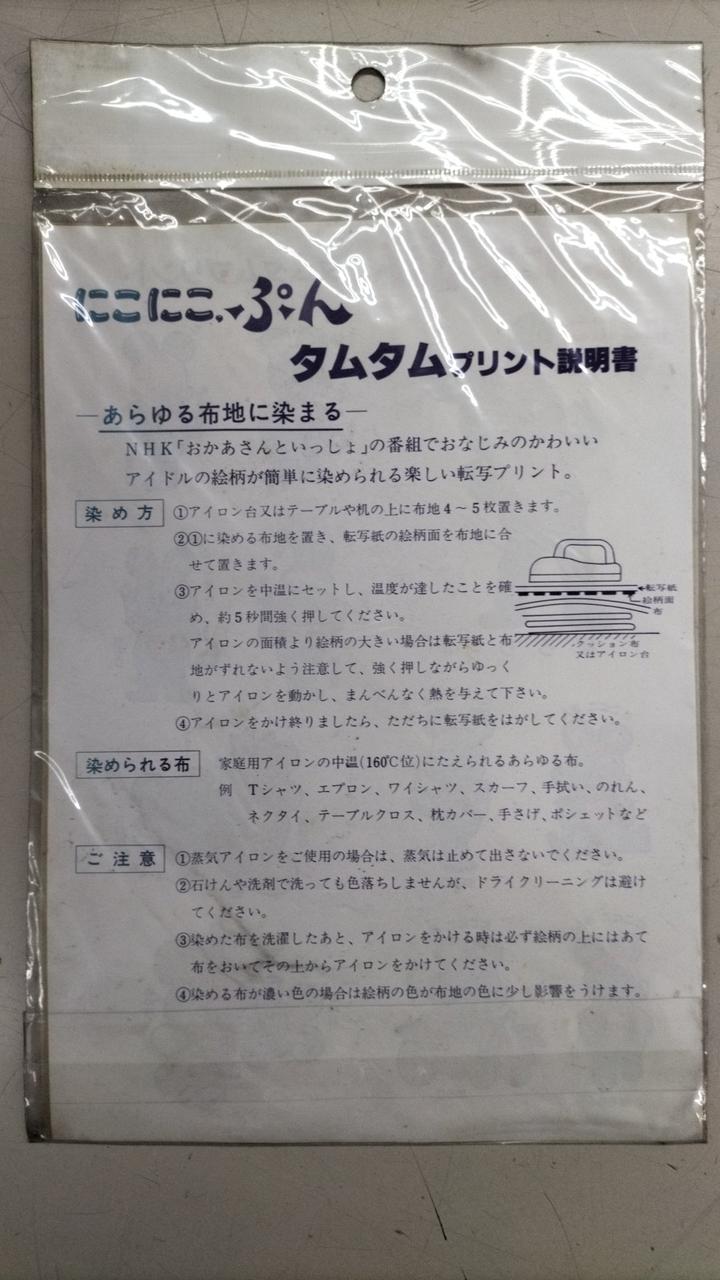 にこにこ、ぷん
タムタムプリント説明書
―あらゆる布地に染まる―
NHK「おかあさんといっしょ」の番組でおなじみのかわいい
アイドルの絵柄が簡単に染められる楽しい転写プリント。
染め方
①アイロン台又はテーブルや机の上に布地4～5枚置きます。
②①に染める布地を置き、転写紙の絵柄面を布地に合
せて置きます。
③アイロンを中温にセットし、温度が達したことを確
め、約5秒間強く押してください。
アイロンの面積より絵柄の大きい場合は転写紙と布
地がずれないよう注意して、強く押しながらゆっく
りとアイロンを動かし、まんべんなく熱を与えて下さい。
④アイロンをかけ終りましたら、ただちに転写紙をはがしてください。
転写紙
絵柄面
布
クッション布
又はアイロン台
染められる布
家庭用アイロンの中温(160℃位)にたえられるあらゆる布。
例 Tシャツ、エプロン、ワイシャツ、スカーフ、手拭い、のれん、
ネクタイ、テーブルクロス、枕カバー、手さげ、ポシェットなど
ご注意
①蒸気アイロンをご使用の場合は、蒸気は止めて出さないでください。
②石けんや洗剤で洗っても色落ちしませんが、ドライクリーニングは避け
てください。
③染めた布を洗濯したあと、アイロンをかける時は必ず絵柄の上にはあて
布をおいてその上からアイロンをかけてください。
④染める布が濃い色の場合は絵柄の色が布地の色に少し影響をうけます。